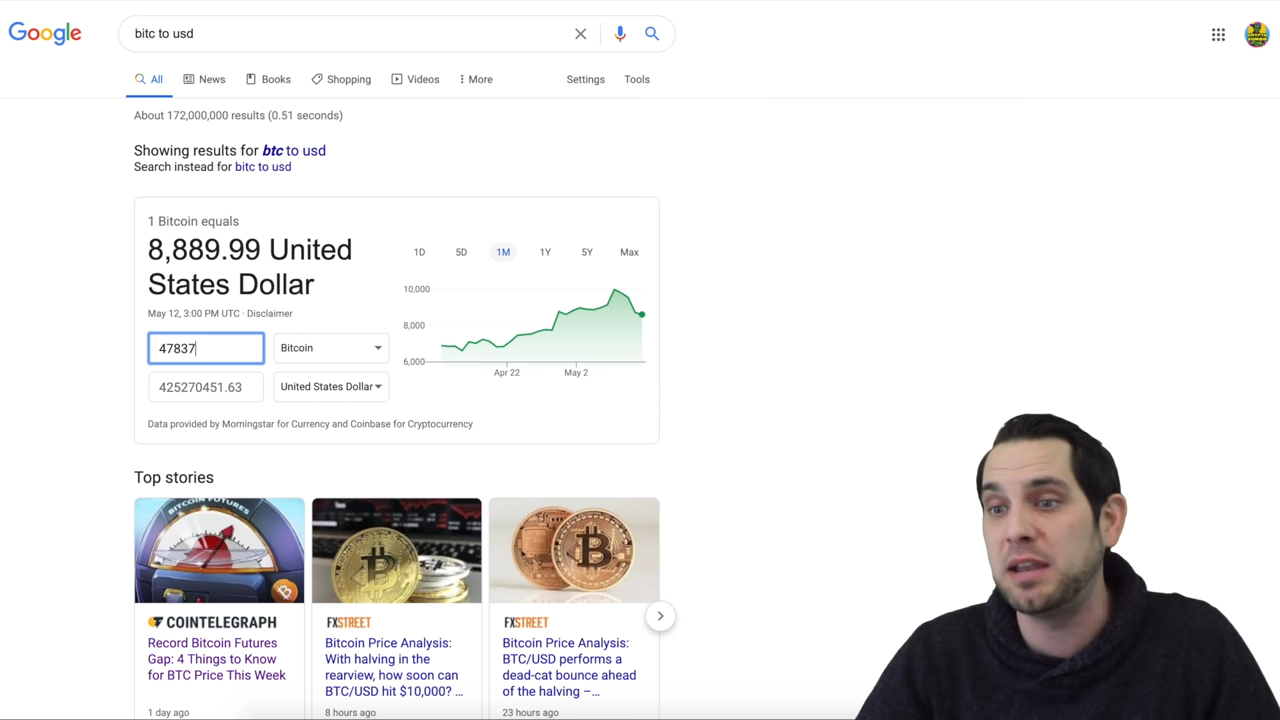 Google
bitc to usd
All
News
Books
Shopping
Videos
More
Settings
Tools
About 172,000,000 results (0.51 seconds)
Showing results for btc to usd
Search instead for bitc to usd
1 Bitcoin equals
8,889.99 United
States Dollar
May 12, 3:00 PM UTC · Disclaimer
47837
Bitcoin
425270451.63
United States Dollar
1D
5D
1M
1Y
5Y
Max
10,000
8,000
6,000
Apr 22
May 2
Data provided by Morningstar for Currency and Coinbase for Cryptocurrency
Top stories
BITCOIN FUTURES
COINTELEGRAPH
Record Bitcoin Futures
Gap: 4 Things to Know
for BTC Price This Week
1 day ago
FXSTREET
Bitcoin Price Analysis:
With halving in the
rearview, how soon can
BTC/USD hit $10,000? ...
8 hours ago
FXSTREET
Bitcoin Price Analysis:
BTC/USD performs a
dead-cat bounce ahead
of the halving –...
23 hours ago